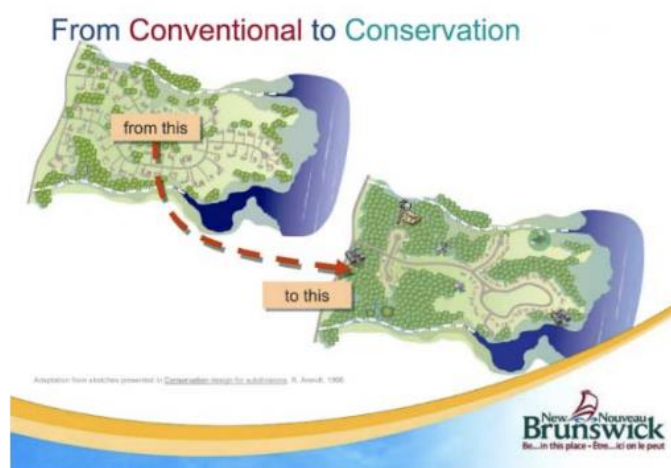 From Conventional to Conservation
from this
to this
Adaptation from sketches presented in Conservation design for subdivisions, R. Arendt, 1996.
New Nouveau
Brunswick
Be...in this place • Être...ici on le peut